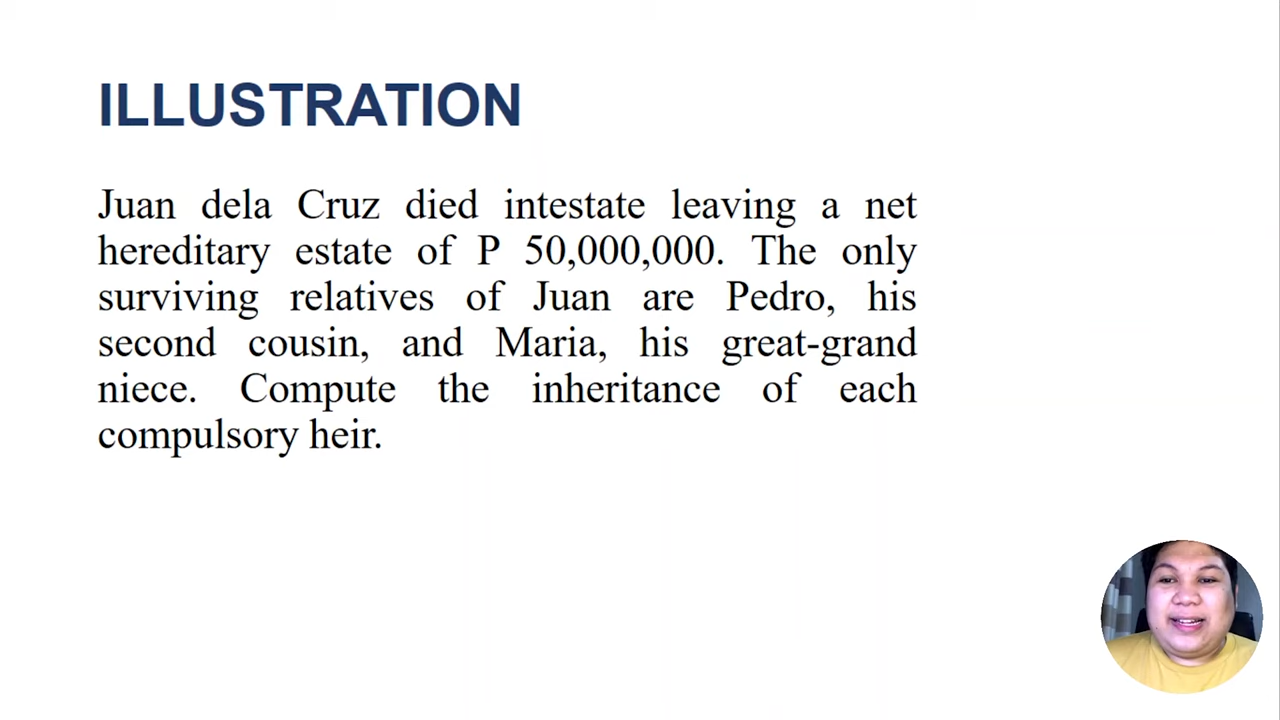 ILLUSTRATION
Juan dela Cruz died intestate leaving a net
hereditary estate of P 50,000,000. The only
surviving relatives of Juan are Pedro, his
second cousin, and Maria, his great-grand
niece. Compute the inheritance of each
compulsory heir.